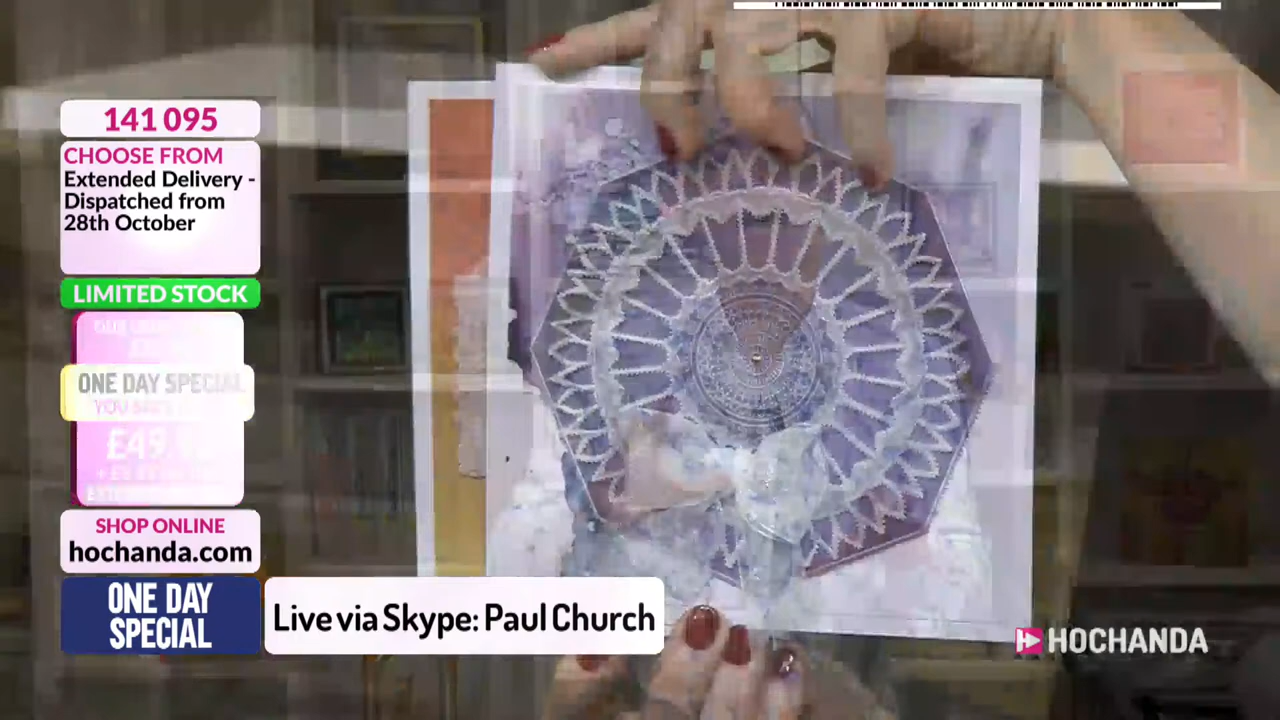 141 095
CHOOSE FROM
Extended Delivery -
Dispatched from
28th October
LIMITED STOCK
ONE DAY SPECIAL
£49.
SHOP ONLINE
hochanda.com
ONE DAY
SPECIAL
Live via Skype: Paul Church
HOCHANDA